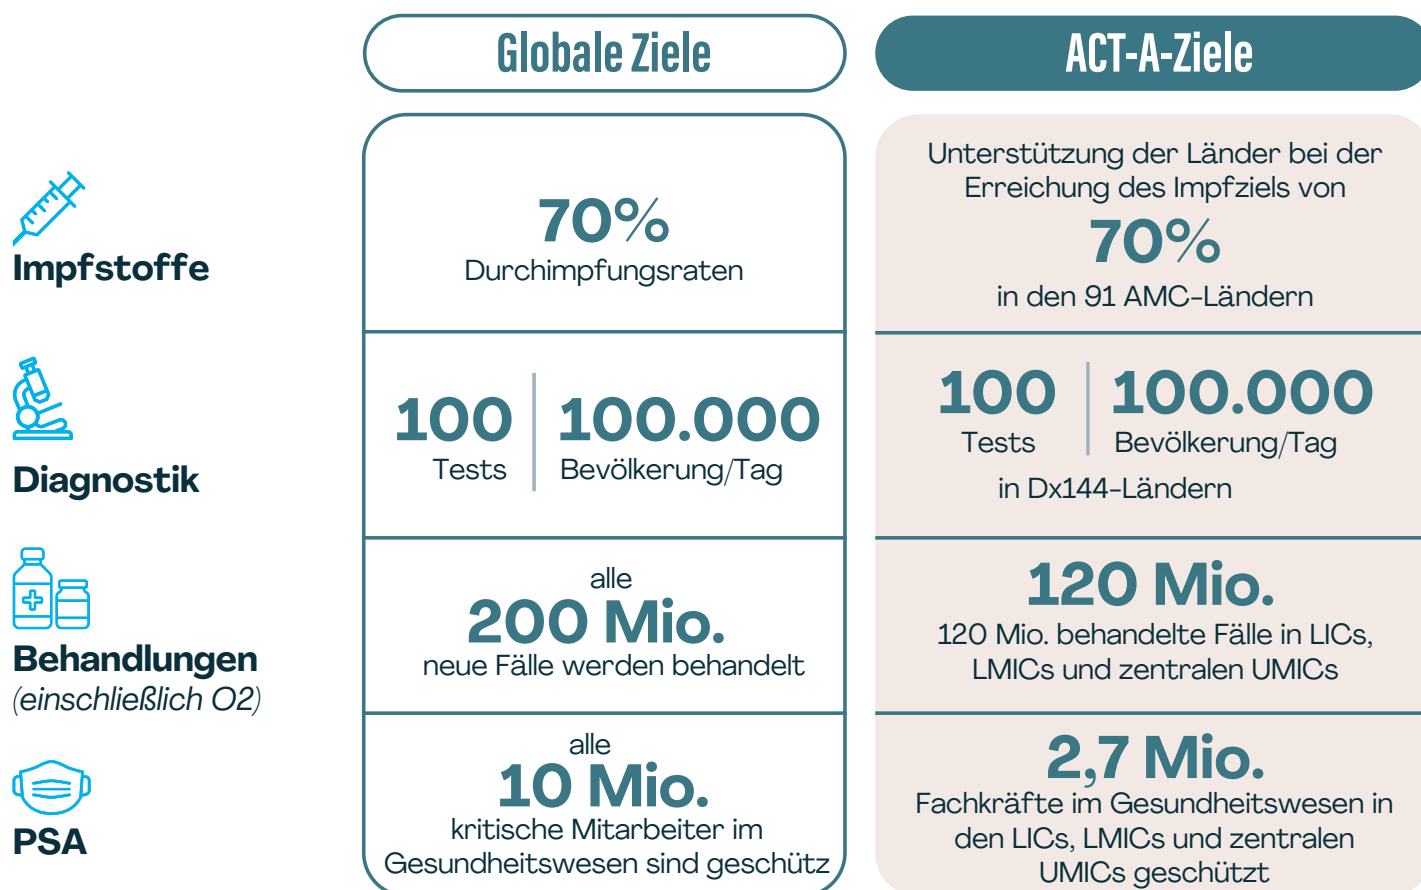 Globale Ziele
ACT-A-Ziele
Impfstoffe
70%
Durchimpfungsraten
Unterstützung der Länder bei der
Erreichung des Impfziels von
70%
in den 91 AMC-Ländern
Diagnostik
100
Tests
100.000
Bevölkerung/Tag
100
Tests
100.000
Bevölkerung/Tag
in Dx144-Ländern
Behandlungen
(einschließlich O2)
alle
200 Mio.
neue Fälle werden behandelt
120 Mio.
120 Mio. behandelte Fälle in LICs,
LMICs und zentralen UMICs
PSA
alle
10 Mio.
kritische Mitarbeiter im
Gesundheitswesen sind geschütz
2,7 Mio.
Fachkräfte im Gesundheitswesen in
den LICs, LMICs und zentralen
UMICs geschützt